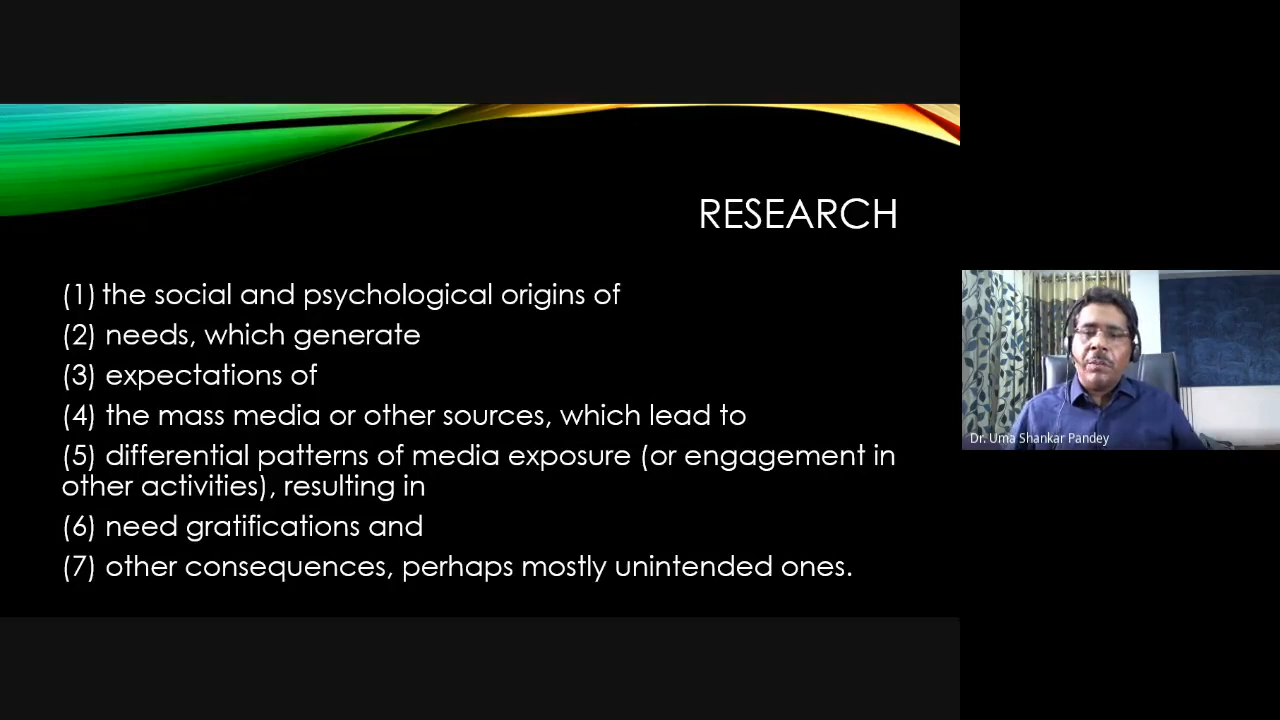 RESEARCH
(1) the social and psychological origins of
(2) needs, which generate
(3) expectations of
(4) the mass media or other sources, which lead to
(5) differential patterns of media exposure (or engagement in
other activities), resulting in
(6) need gratifications and
(7) other consequences, perhaps mostly unintended ones.
Dr. Uma Shankar Pandey